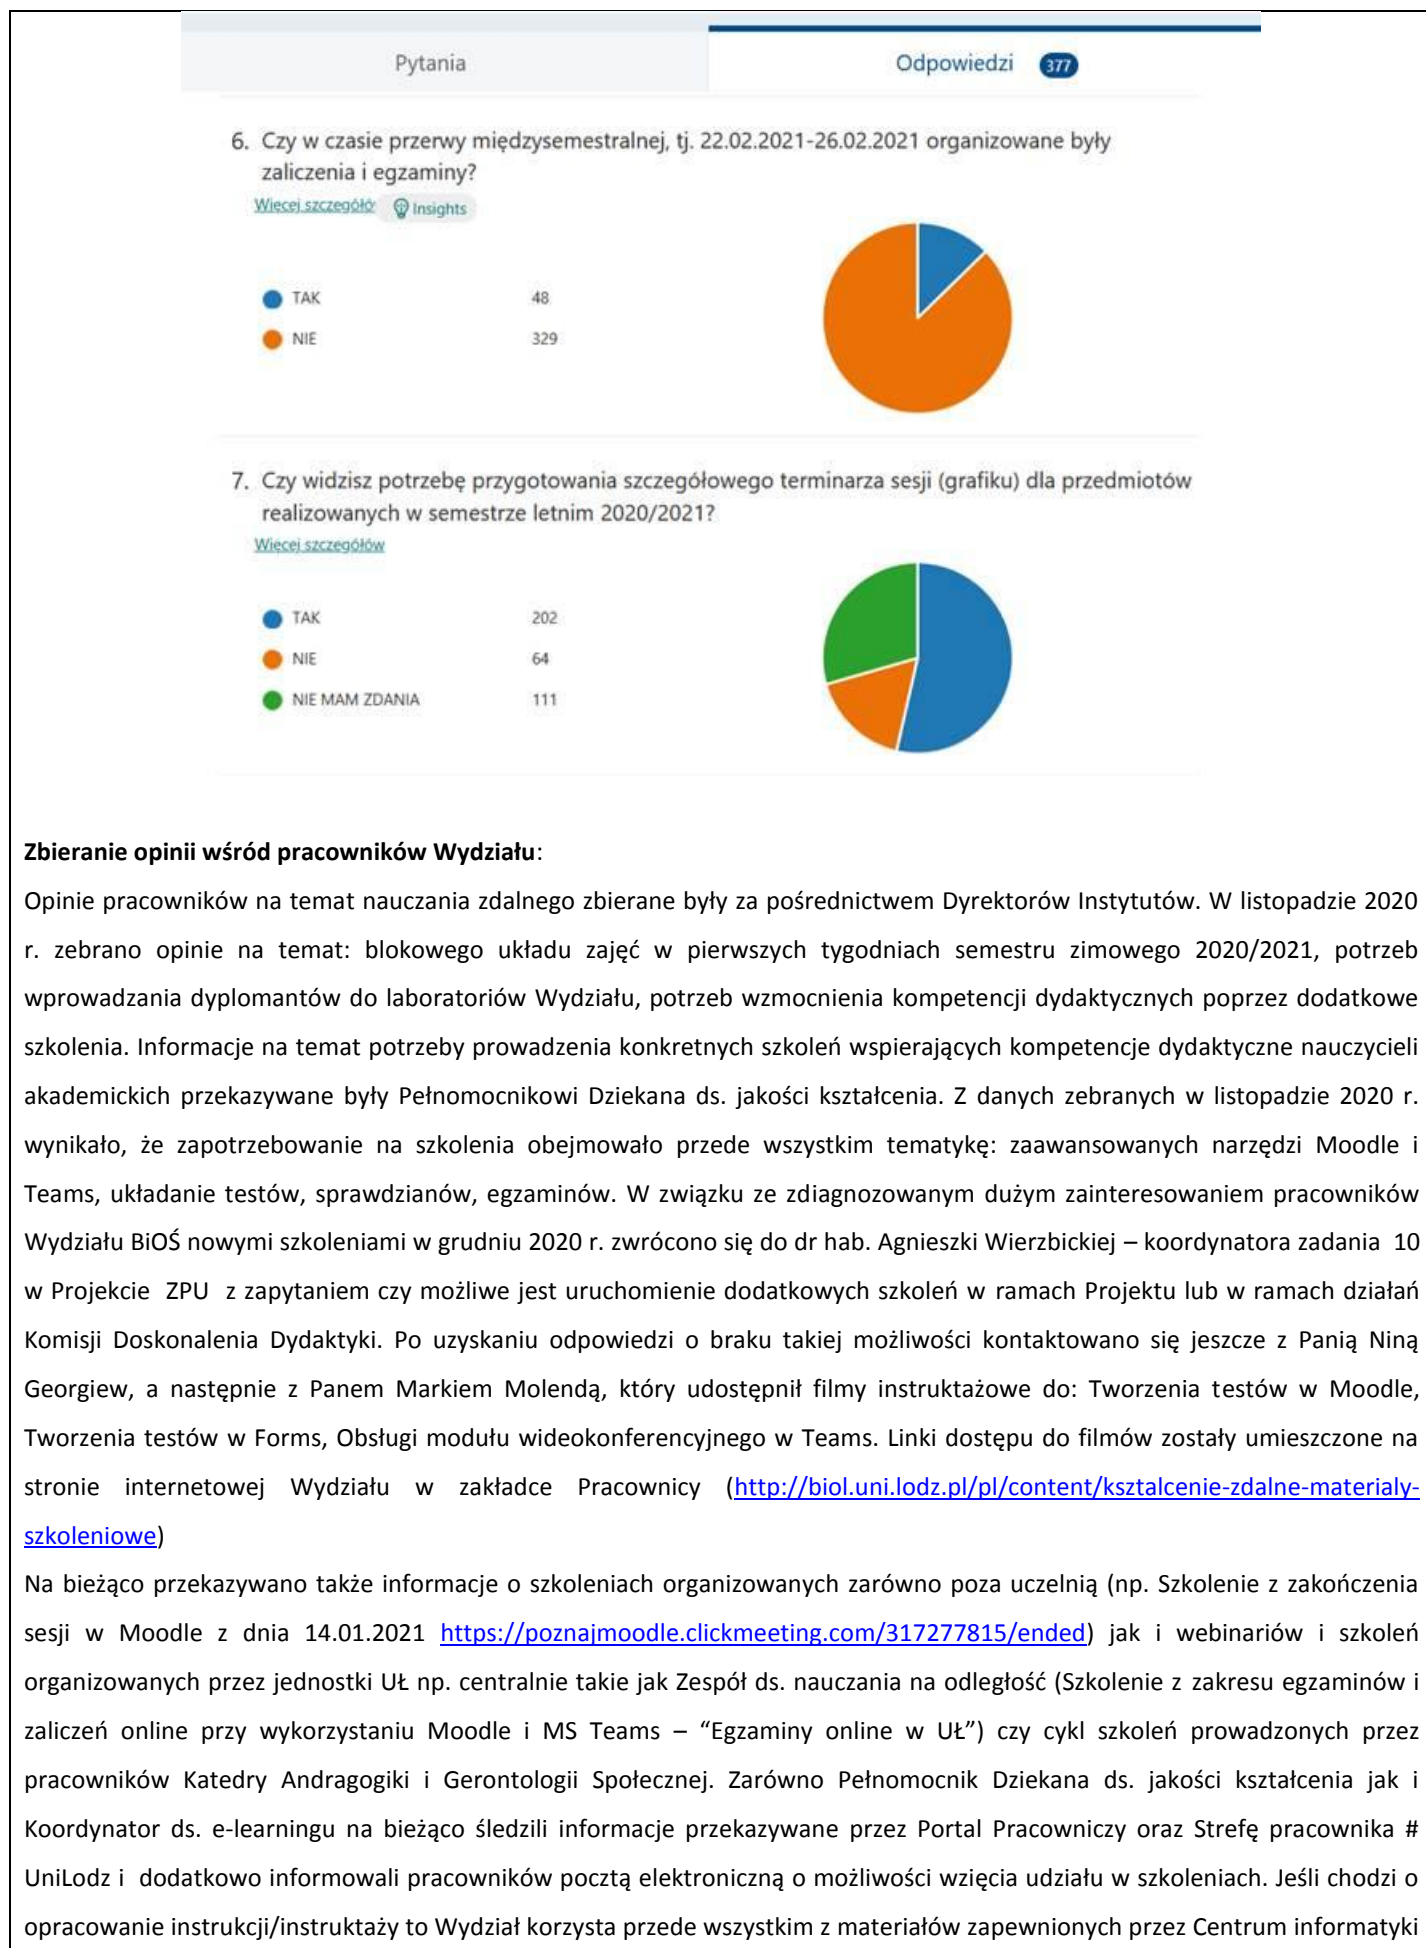 Pytania
Odpowiedzi 377
6. Czy w czasie przerwy międzysemestralnej, tj. 22.02.2021-26.02.2021 organizowane były
zaliczenia i egzaminy?
Więcej szczegółó Insights
TAK 48
NIE 329
7. Czy widzisz potrzebę przygotowania szczegółowego terminarza sesji (grafiku) dla przedmiotów
realizowanych w semestrze letnim 2020/2021?
Więcej szczegółów
TAK 202
NIE 64
NIE MAM ZDANIA 111
Zbieranie opinii wśród pracowników Wydziału:
Opinie pracowników na temat nauczania zdalnego zbierane były za pośrednictwem Dyrektorów Instytutów. W listopadzie 2020
r. zebrano opinie na temat: blokowego układu zajęć w pierwszych tygodniach semestru zimowego 2020/2021, potrzeb
wprowadzania dyplomantów do laboratoriów Wydziału, potrzeb wzmocnienia kompetencji dydaktycznych poprzez dodatkowe
szkolenia. Informacje na temat potrzeby prowadzenia konkretnych szkoleń wspierających kompetencje dydaktyczne nauczycieli
akademickich przekazywane były Pełnomocnikowi Dziekana ds. jakości kształcenia. Z danych zebranych w listopadzie 2020 r.
wynikało, że zapotrzebowanie na szkolenia obejmowało przede wszystkim tematykę: zaawansowanych narzędzi Moodle i
Teams, układanie testów, sprawdzianów, egzaminów. W związku ze zdiagnozowanym dużym zainteresowaniem pracowników
Wydziału BiOŚ nowymi szkoleniami w grudniu 2020 r. zwrócono się do dr hab. Agnieszki Wierzbickiej – koordynatora zadania 10
w Projekcie ZPU z zapytaniem czy możliwe jest uruchomienie dodatkowych szkoleń w ramach Projektu lub w ramach działań
Komisji Doskonalenia Dydaktyki. Po uzyskaniu odpowiedzi o braku takiej możliwości kontaktowano się jeszcze z Panią Niną
Georgiew, a następnie z Panem Markiem Molendą, który udostępnił filmy instruktażowe do: Tworzenia testów w Moodle,
Tworzenia testów w Forms, Obsługi modułu wideokonferencyjnego w Teams. Linki dostępu do filmów zostały umieszczone na
stronie internetowej Wydziału w zakładce Pracownicy (http://biol.uni.lodz.pl/pl/content/ksztalcenie-zdalne-materialy-
szkoleniowe)
Na bieżąco przekazywano także informacje o szkoleniach organizowanych zarówno poza uczelnią (np. Szkolenie z zakończenia
sesji w Moodle z dnia 14.01.2021 https://poznajmoodle.clickmeeting.com/317277815/ended) jak i webinariów i szkoleń
organizowanych przez jednostki UŁ np. centralnie takie jak Zespół ds. nauczania na odległość (Szkolenie z zakresu egzaminów i
zaliczeń online przy wykorzystaniu Moodle i MS Teams – “Egzaminy online w UŁ”) czy cykl szkoleń prowadzonych przez
pracowników Katedry Andragogiki i Gerontologii Społecznej. Zarówno Pełnomocnik Dziekana ds. jakości kształcenia jak i
Koordynator ds. e-learningu na bieżąco śledzili informacje przekazywane przez Portal Pracowniczy oraz Strefę pracownika #
UniLodz i dodatkowo informowali pracowników pocztą elektroniczną o możliwości wzięcia udziału w szkoleniach. Jeśli chodzi o
opracowanie instrukcji/instruktaży to Wydział korzysta przede wszystkim z materiałów zapewnionych przez Centrum informatyki